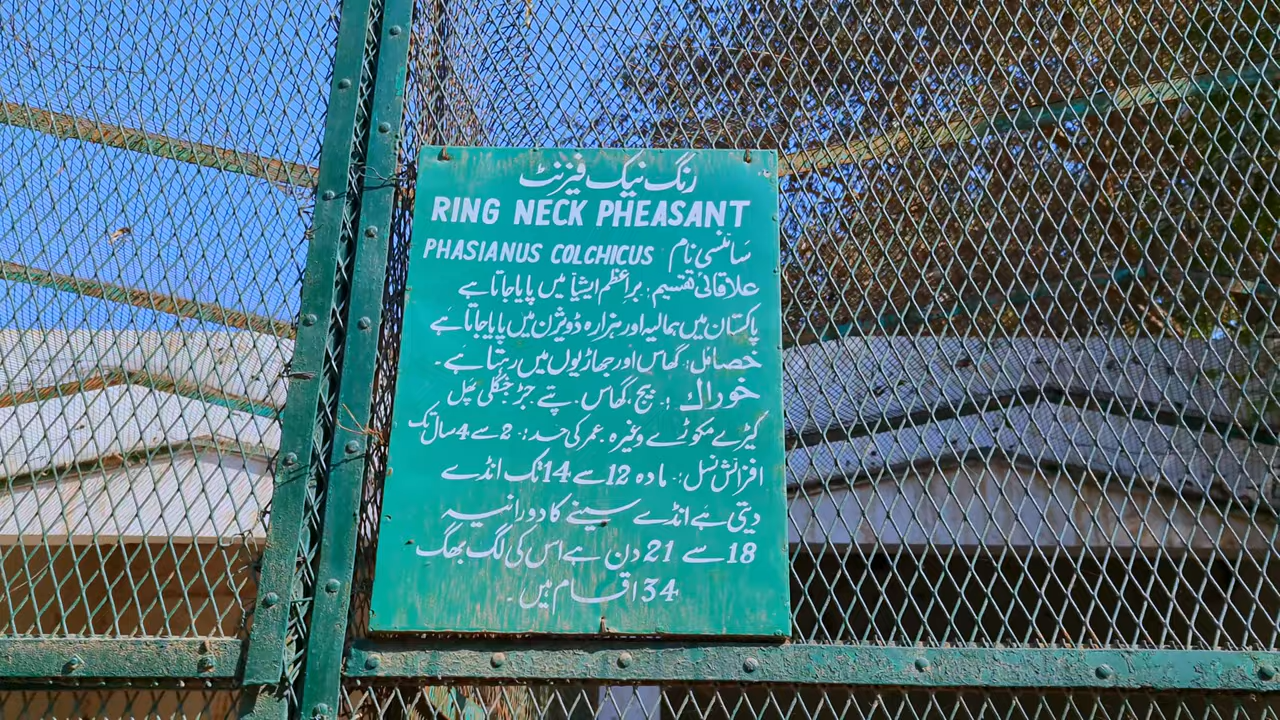 رنگ نیک فیزنٹ
RING NECK PHEASANT
سائنسی نام PHASIANUS COLCHICUS
علاقائی تقسیم: براعظم ایشیا میں پایا جاتا ہے
پاکستان میں ہمالیہ اور ہزارہ ڈویژن میں پایا جاتا ہے
خصائل: گھاس اور جھاڑیوں میں رہتا ہے۔
خوراک: بیج، گھاس، پتے جڑ جنگلی پھل
کیڑے مکوڑے وغیرہ عمر کی حد: 2 سے 4 سال تک
افزائش نسل: مادہ 12 سے 14 تک انڈے
دیتی ہے انڈے سینے کا دورانیہ
18 سے 21 دن ہے اس کی لگ بھگ
34 اقسام ہیں۔